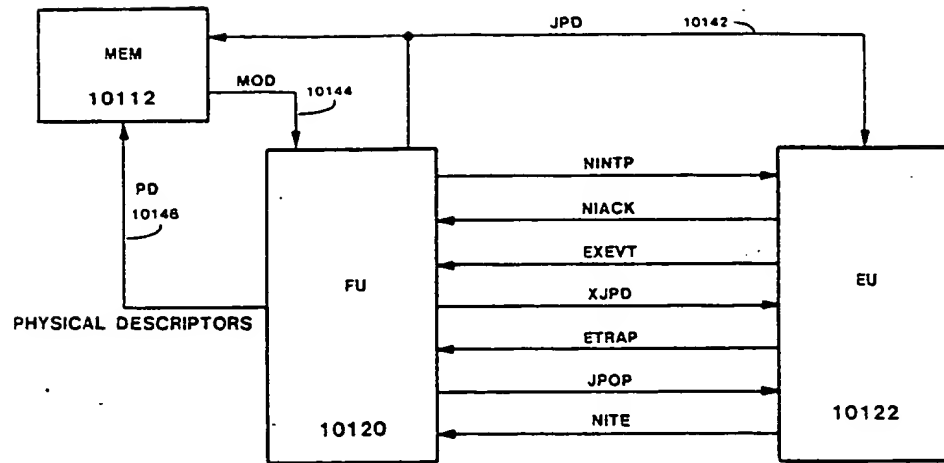 JPD
10142
MEM
10112
MOD
10144
PD
10146
PHYSICAL DESCRIPTORS
FU
10120
NINTP
NIACK
EXEVT
XJPD
ETRAP
JPOP
NITE
EU
10122